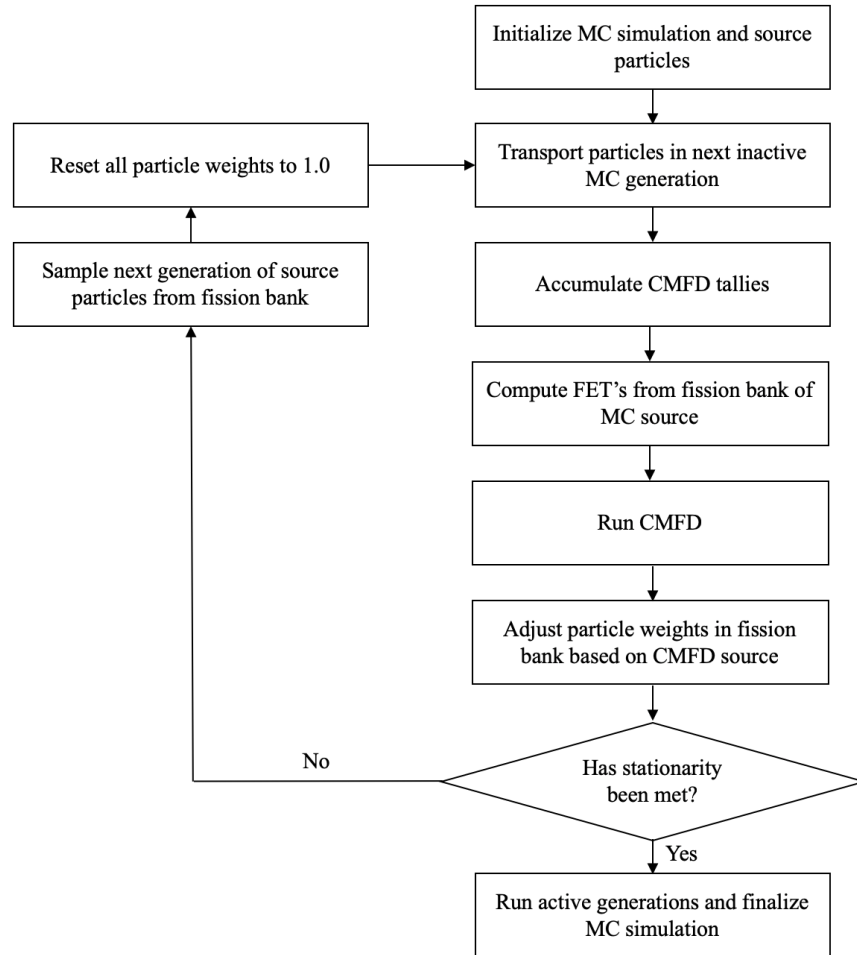 Initialize MC simulation and source
particles
Reset all particle weights to 1.0
Transport particles in next inactive
MC generation
Sample next generation of source
particles from fission bank
Accumulate CMFD tallies
Compute FET’s from fission bank of
MC source
Run CMFD
Adjust particle weights in fission
bank based on CMFD source
No
Has stationarity
been met?
Yes
Run active generations and finalize
MC simulation